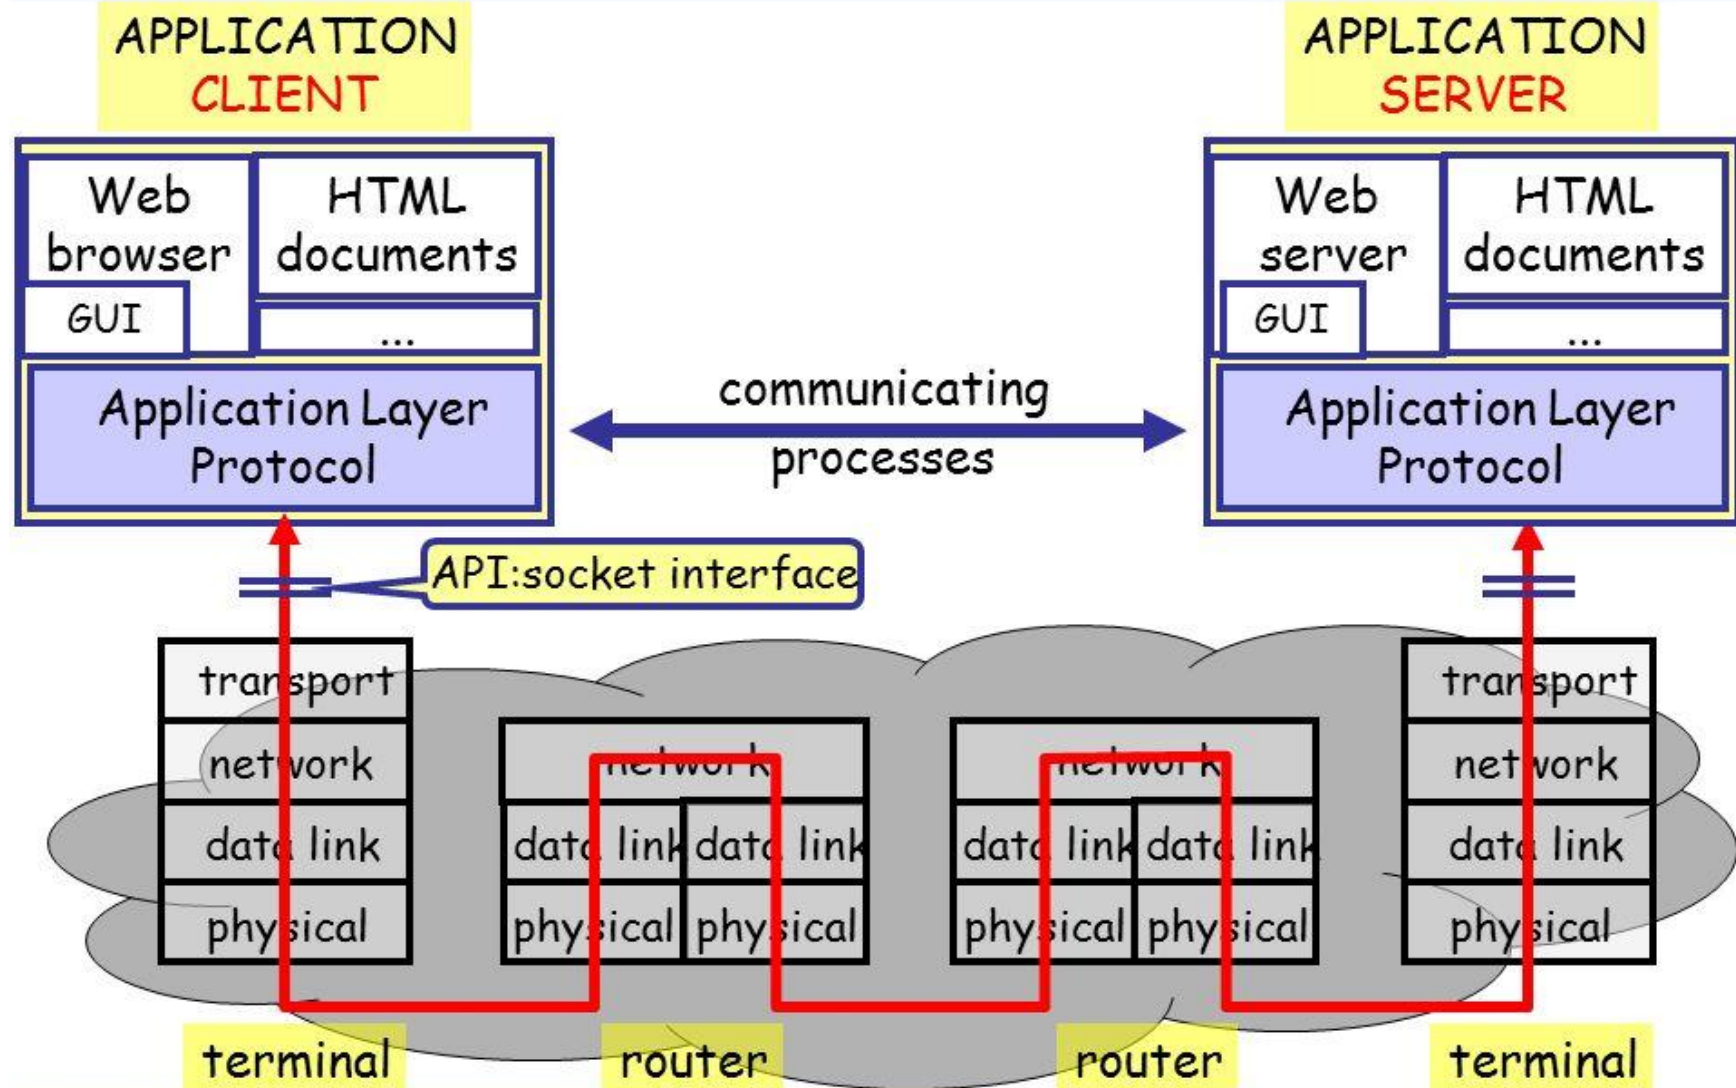 APPLICATION
CLIENT
APPLICATION
SERVER
Web
browser
GUI
HTML
documents
...
Application Layer
Protocol
communicating
processes
Web
server
GUI
HTML
documents
...
Application Layer
Protocol
API:socket interface
transport
network
data link
physical
network
data link
data link
physical
physical
network
data link
data link
physical
physical
transport
network
data link
physical
terminal
router
router
terminal